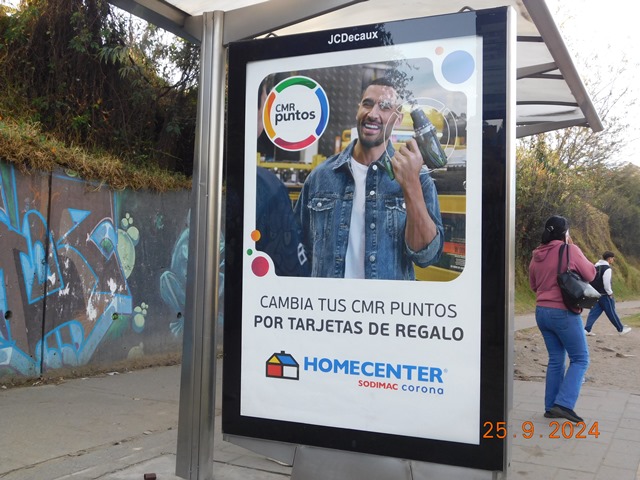 JCDecaux
CMR
puntos
CAMBIA TUS CMR PUNTOS
POR TARJETAS DE REGALO
HOMECENTER
SODIMAC corona
25.9.2024